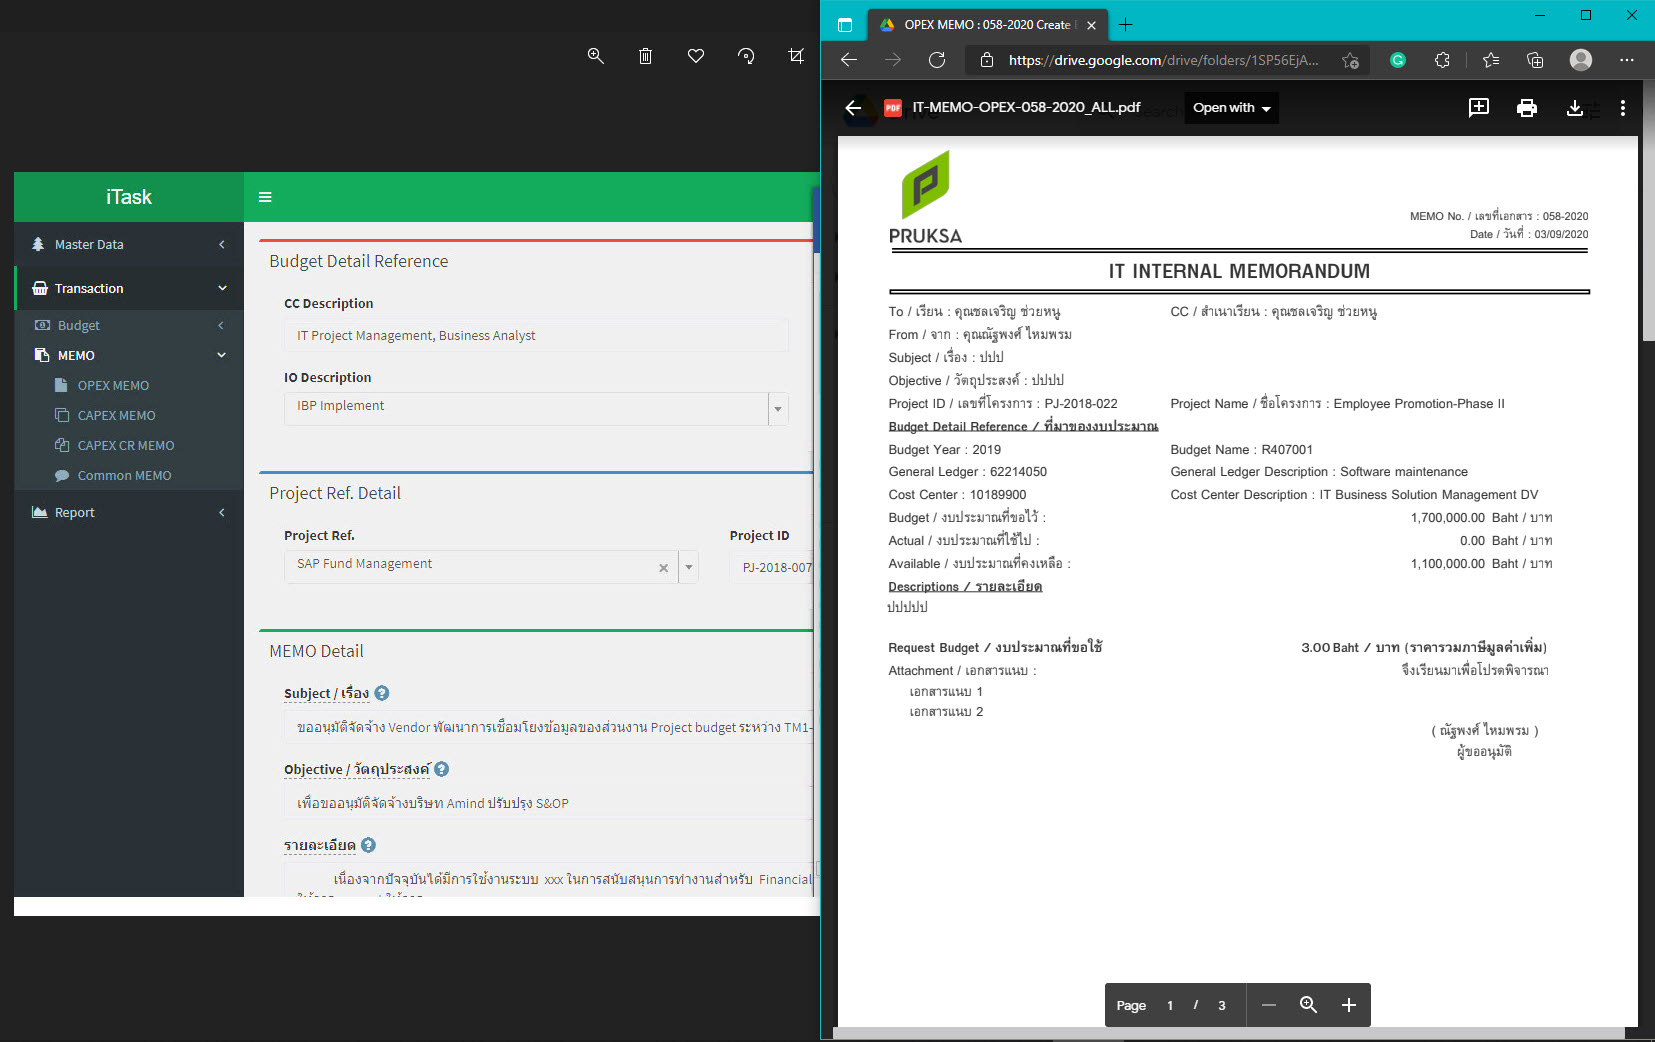 iTask
Master Data
Transaction
Budget
MEMO
OPEX MEMO
CAPEX MEMO
CAPEX CR MEMO
Common MEMO
Report
Budget Detail Reference
CC Description
IT Project Management, Business Analyst
IO Description
IBP Implement
Project Ref. Detail
Project Ref.
Project ID
SAP Fund Management
PJ-2018-007
MEMO Detail
Subject / เรื่อง
ขออนุมัติจัดจ้าง Vendor พัฒนาการเชื่อมโยงข้อมูลของส่วนงาน Project budget ระหว่าง TM1-
Objective / วัตถุประสงค์
เพื่อขออนุมัติจัดจ้างบริษท Amind ปรับปรุง S&OP
รายละเอียด
เนื่องจากปัจจุบันได้มีการใช้งานระบบ xxx ในการสนับสนุนการทำงานสำหรับ Financial
OPEX MEMO : 058-2020 Create
https://drive.google.com/drive/folders/1SP56EjA...
PDF IT-MEMO-OPEX-058-2020_ALL.pdf
Open with
PRUKSA
MEMO No. / เลขที่เอกสาร : 058-2020
Date / วันที่ : 03/09/2020
IT INTERNAL MEMORANDUM
To / เรียน : คุณชลเจริญ ช่วยหนู
CC / สำเนาเรียน : คุณชลเจริญ ช่วยหนู
From / จาก : คุณณัฐพงศ์ ไหมพรม
Subject / เรื่อง : ปปป
Objective / วัตถุประสงค์ : ปปปป
Project ID / เลขที่โครงการ : PJ-2018-022
Project Name / ชื่อโครงการ : Employee Promotion-Phase II
Budget Detail Reference / ที่มาของงบประมาณ
Budget Year : 2019
Budget Name : R407001
General Ledger : 62214050
General Ledger Description : Software maintenance
Cost Center : 10189900
Cost Center Description : IT Business Solution Management DV
Budget / งบประมาณที่ขอไว้ :
1,700,000.00 Baht / บาท
Actual / งบประมาณที่ใช้ไป :
0.00 Baht / บาท
Available / งบประมาณที่คงเหลือ :
1,100,000.00 Baht / บาท
Descriptions / รายละเอียด
ปปปปป
Request Budget / งบประมาณที่ขอใช้
3.00 Baht / บาท (ราคารวมภาษีมูลค่าเพิ่ม)
Attachment / เอกสารแนบ :
จึงเรียนมาเพื่อโปรดพิจารณา
เอกสารแนบ 1
เอกสารแนบ 2
( ณัฐพงศ์ ไหมพรม )
ผู้ขออนุมัติ
Page 1 / 3